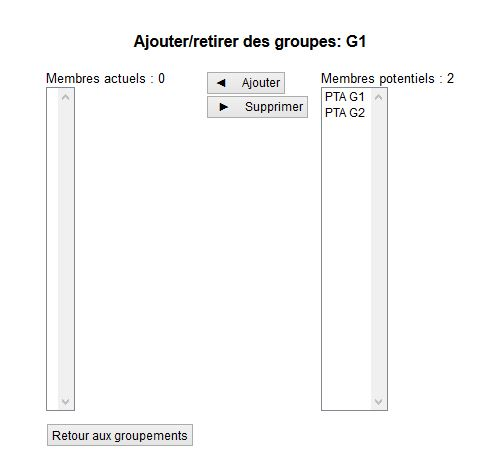 Ajouter/retirer des groupes: G1
Membres actuels : 0
◄ Ajouter
► Supprimer
Membres potentiels : 2
PTA G1
PTA G2
Retour aux groupements